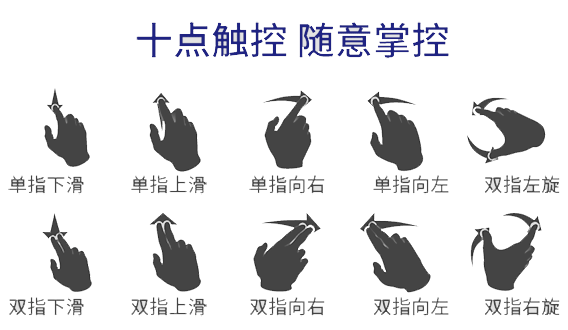 十点触控 随意掌控
单指下滑 单指上滑 单指向右 单指向左 双指左旋
双指下滑 双指上滑 双指向右 双指向左 双指右旋